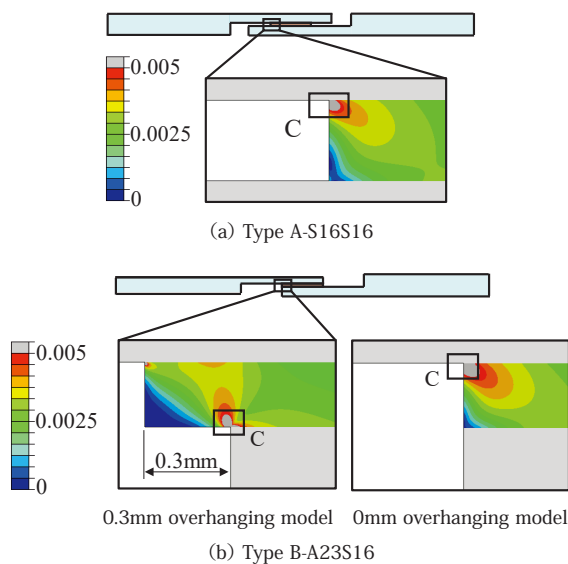 0.005
0.0025
0
C
(a) Type A-S16S16
0.005
0.0025
0
C
0.3mm
C
0.3mm overhanging model
0mm overhanging model
(b) Type B-A23S16